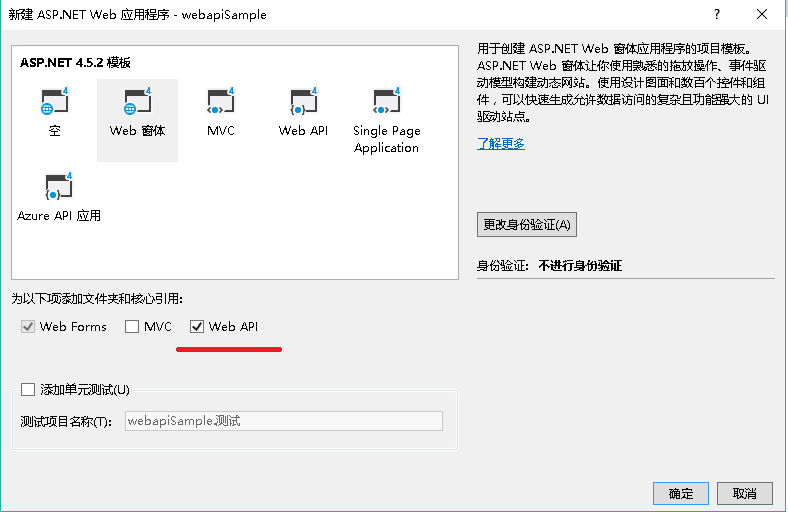 新建 ASP.NET Web 应用程序 - webapiSample
?
ASP.NET 4.5.2 模板
空
Web 窗体
MVC
Web API
Single Page
Application
Azure API 应用
用于创建 ASP.NET Web 窗体应用程序的项目模板。
ASP.NET Web 窗体让你使用熟悉的拖放操作、事件驱
动模型构建动态网站。使用设计图面和数百个控件和组
件，可以快速生成允许数据访问的复杂且功能强大的 UI
驱动站点。
了解更多
更改身份验证(A)
身份验证: 不进行身份验证
为以下项添加文件夹和核心引用:
Web Forms
MVC
Web API
添加单元测试(U)
测试项目名称(T):
webapiSample.测试
确定
取消